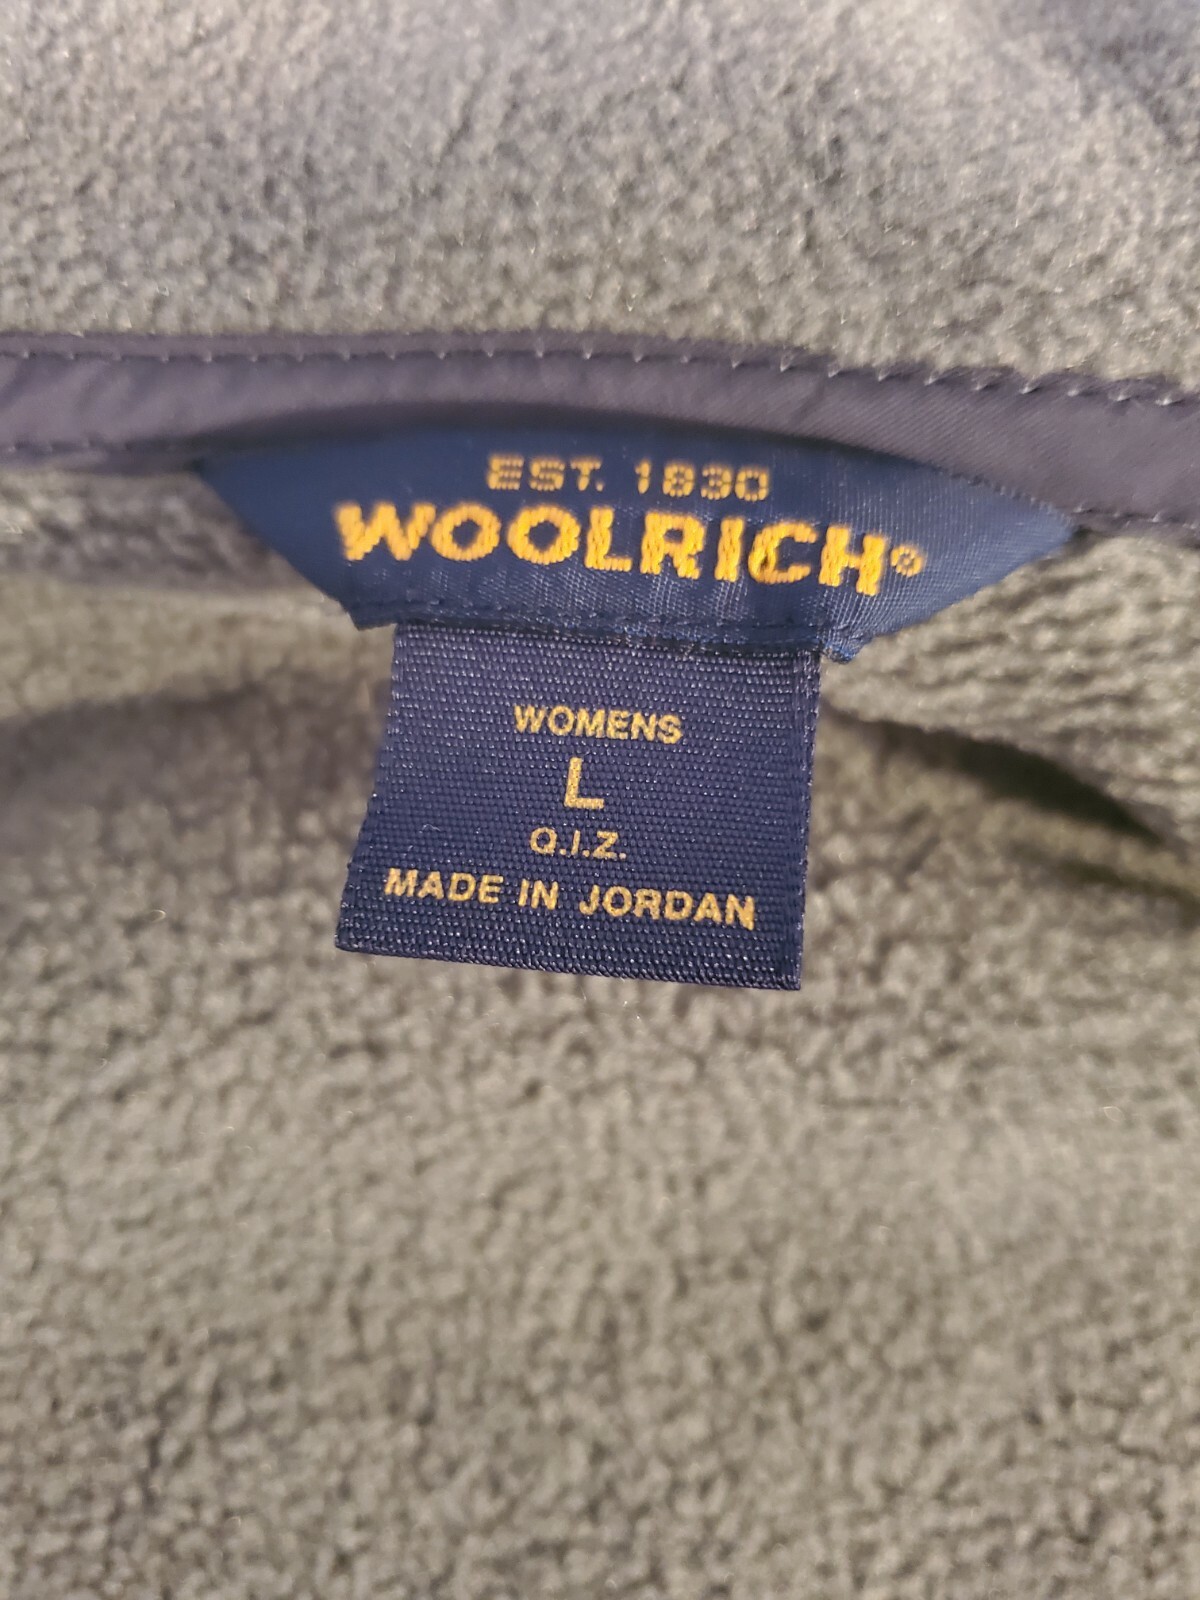 EST. 1830
WOOLRICH®
WOMENS
L
Q.I.Z.
MADE IN JORDAN